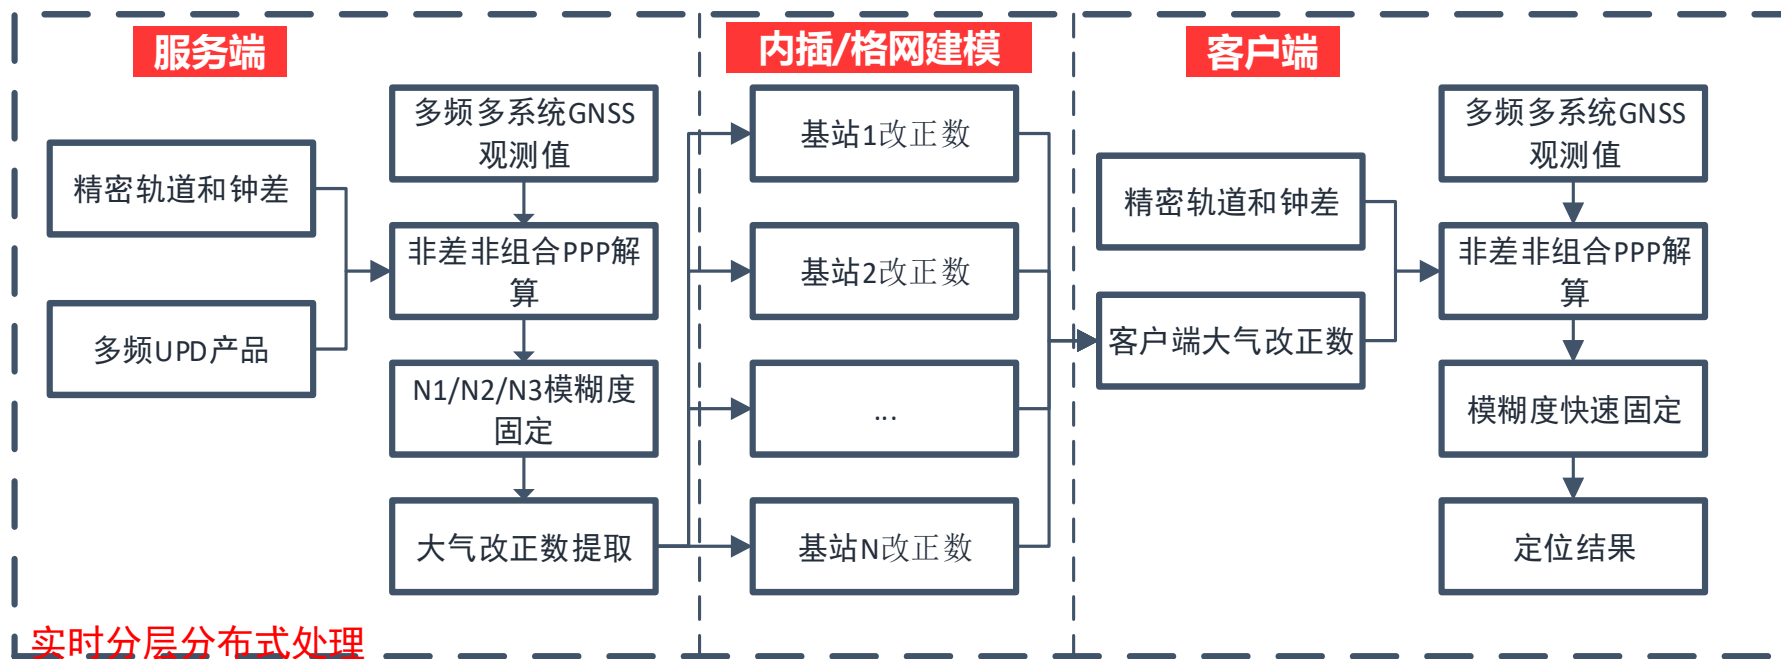 服务端
内插/格网建模
客户端
多频多系统GNSS
观测值
精密轨道和钟差
多频UPD产品
非差非组合PPP解
算
N1/N2/N3模糊度
固定
大气改正数提取
基站1改正数
基站2改正数
...
基站N改正数
精密轨道和钟差
客户端大气改正数
多频多系统GNSS
观测值
非差非组合PPP解
算
模糊度快速固定
定位结果
实时分层分布式处理